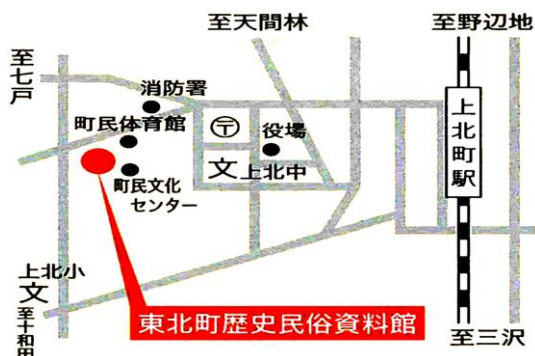 至天間林
至野辺地
至七戸
消防署
町民体育館
〒
役場
上北町駅
文上北中
町民文化
センター
上北小
文
至十和田
東北町歴史民俗資料館
至三沢